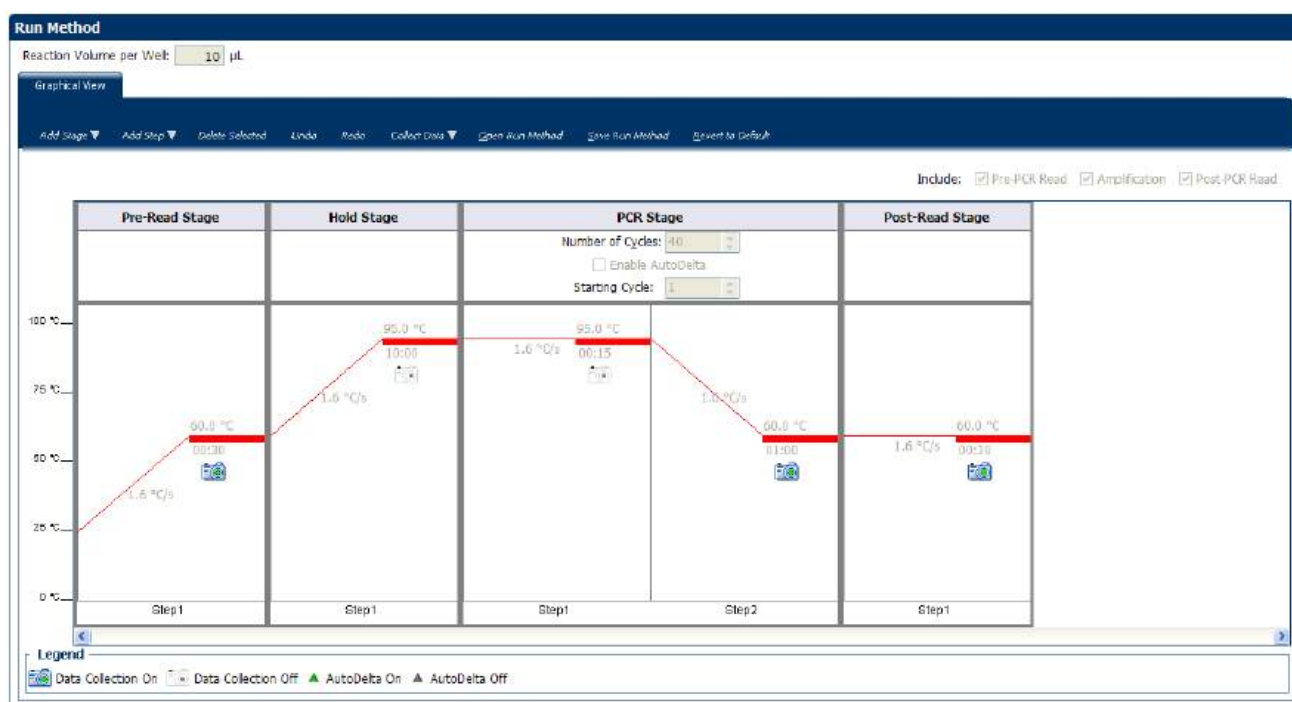 Run Method
Reaction Volume per Well: 10 µL
Graphical View
Add Stage ▼ Add Step ▼ Delete Selected Undo Redo Collect Data ▼ Open Run Method Save Run Method Revert to Default
Include: Pre-PCR Read Amplification Post-PCR Read
Pre-Read Stage Hold Stage PCR Stage Post-Read Stage
Number of Cycles: 40
Enable AutoDelta
Starting Cycle: 1
100 °C
95.0 °C 95.0 °C
1.6 °C/s
10:00 00:15
75 °C
1.6 °C/s 1.6 °C/s
60.0 °C 60.0 °C 60.0 °C
00:30 01:00 1.6 °C/s 00:30
50 °C
1.6 °C/s
25 °C
0 °C
Step1 Step1 Step1 Step2 Step1
Legend
Data Collection On Data Collection Off AutoDelta On AutoDelta Off